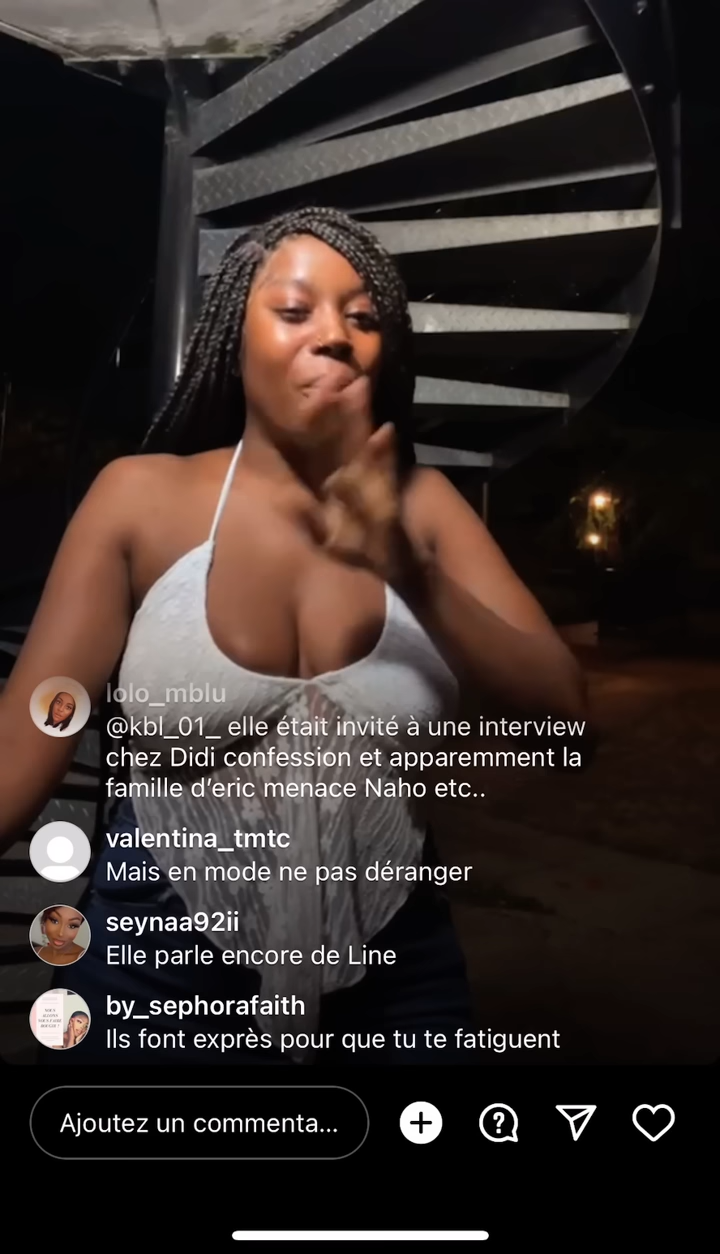 lolo_mblu
@kbl_01_ elle était invité à une interview
chez Didi confession et apparemment la
famille d’eric menace Naho etc..
valentina_tmtc
Mais en mode ne pas déranger
seynaa92ii
Elle parle encore de Line
by_sephorafaith
Ils font exprès pour que tu te fatiguent
Ajoutez un commenta...